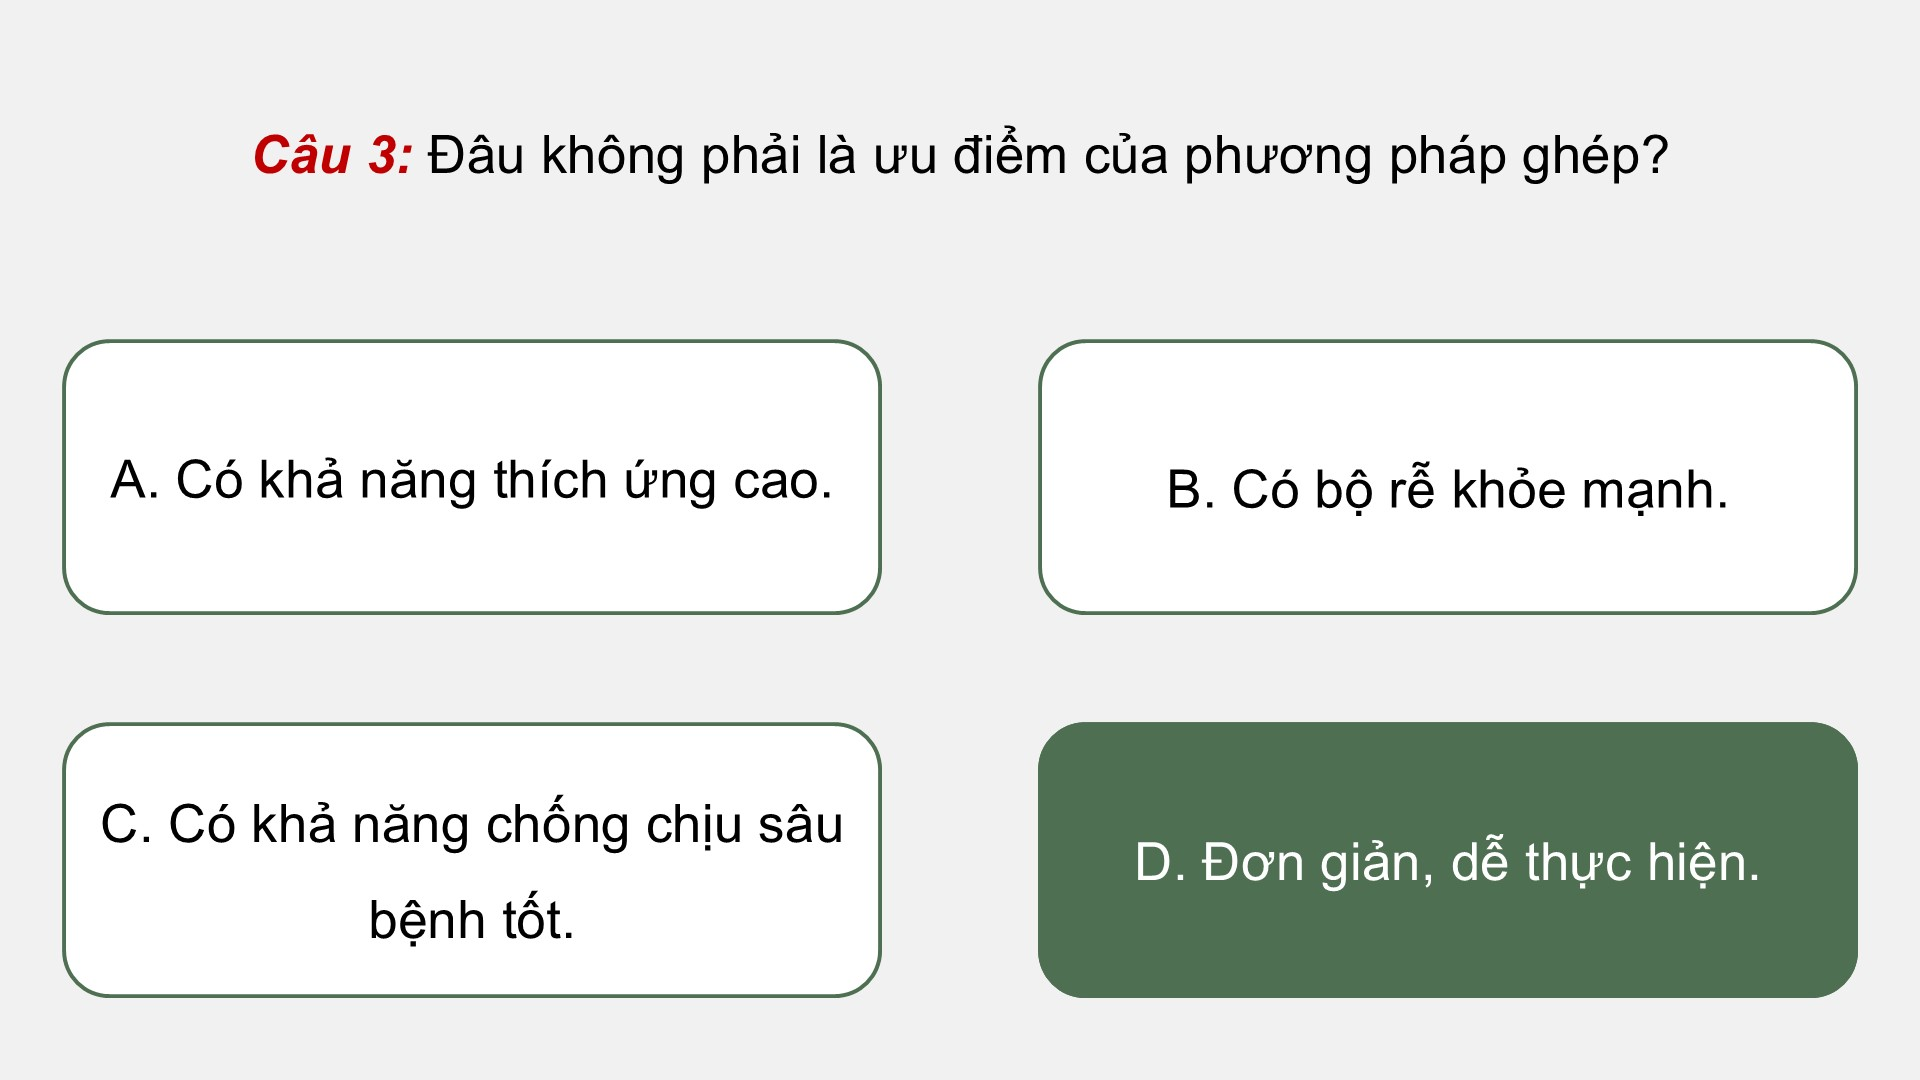 Câu 3: Đâu không phải là ưu điểm của phương pháp ghép?
A. Có khả năng thích ứng cao.
B. Có bộ rễ khỏe mạnh.
C. Có khả năng chống chịu sâu
bệnh tốt.
D. Đơn giản, dễ thực hiện.